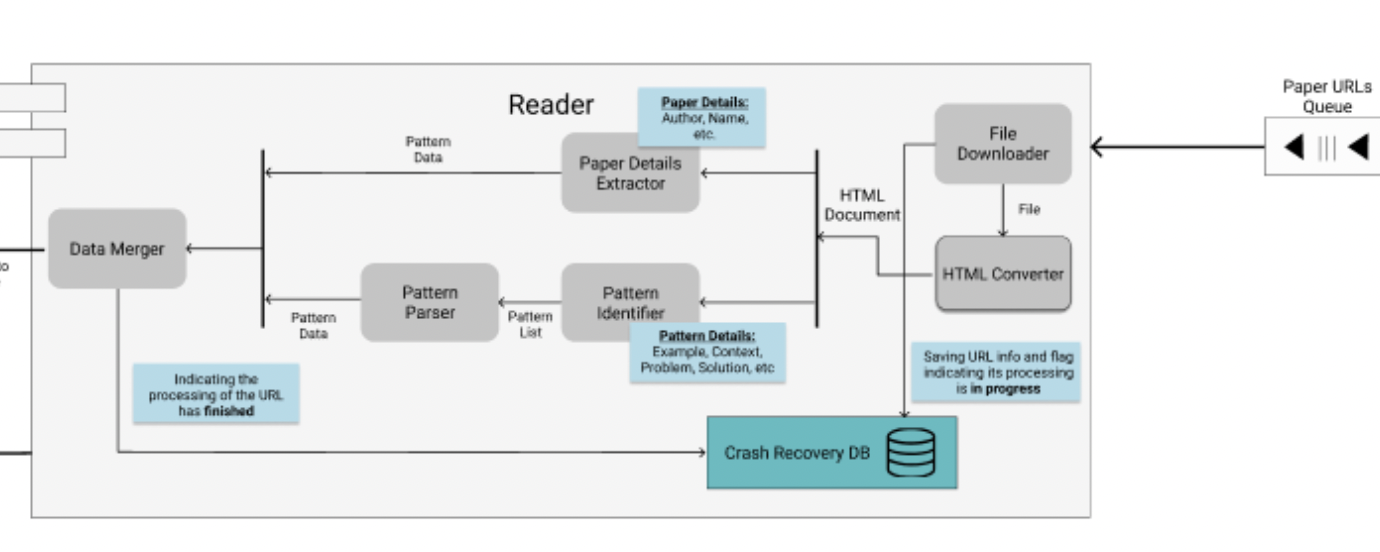 Paper URLs
Queue
Reader
Paper Details:
Author, Name,
etc.
File
Downloader
Pattern
Data
Paper Details
Extractor
HTML
Document
File
Data Merger
HTML Converter
Pattern
Parser
Pattern
Identifier
Pattern
List
Pattern
Data
Pattern Details:
Example, Context,
Problem, Solution, etc
Saving URL info and flag
indicating its processing
is in progress
Indicating the
processing of the URL
has finished
Crash Recovery DB